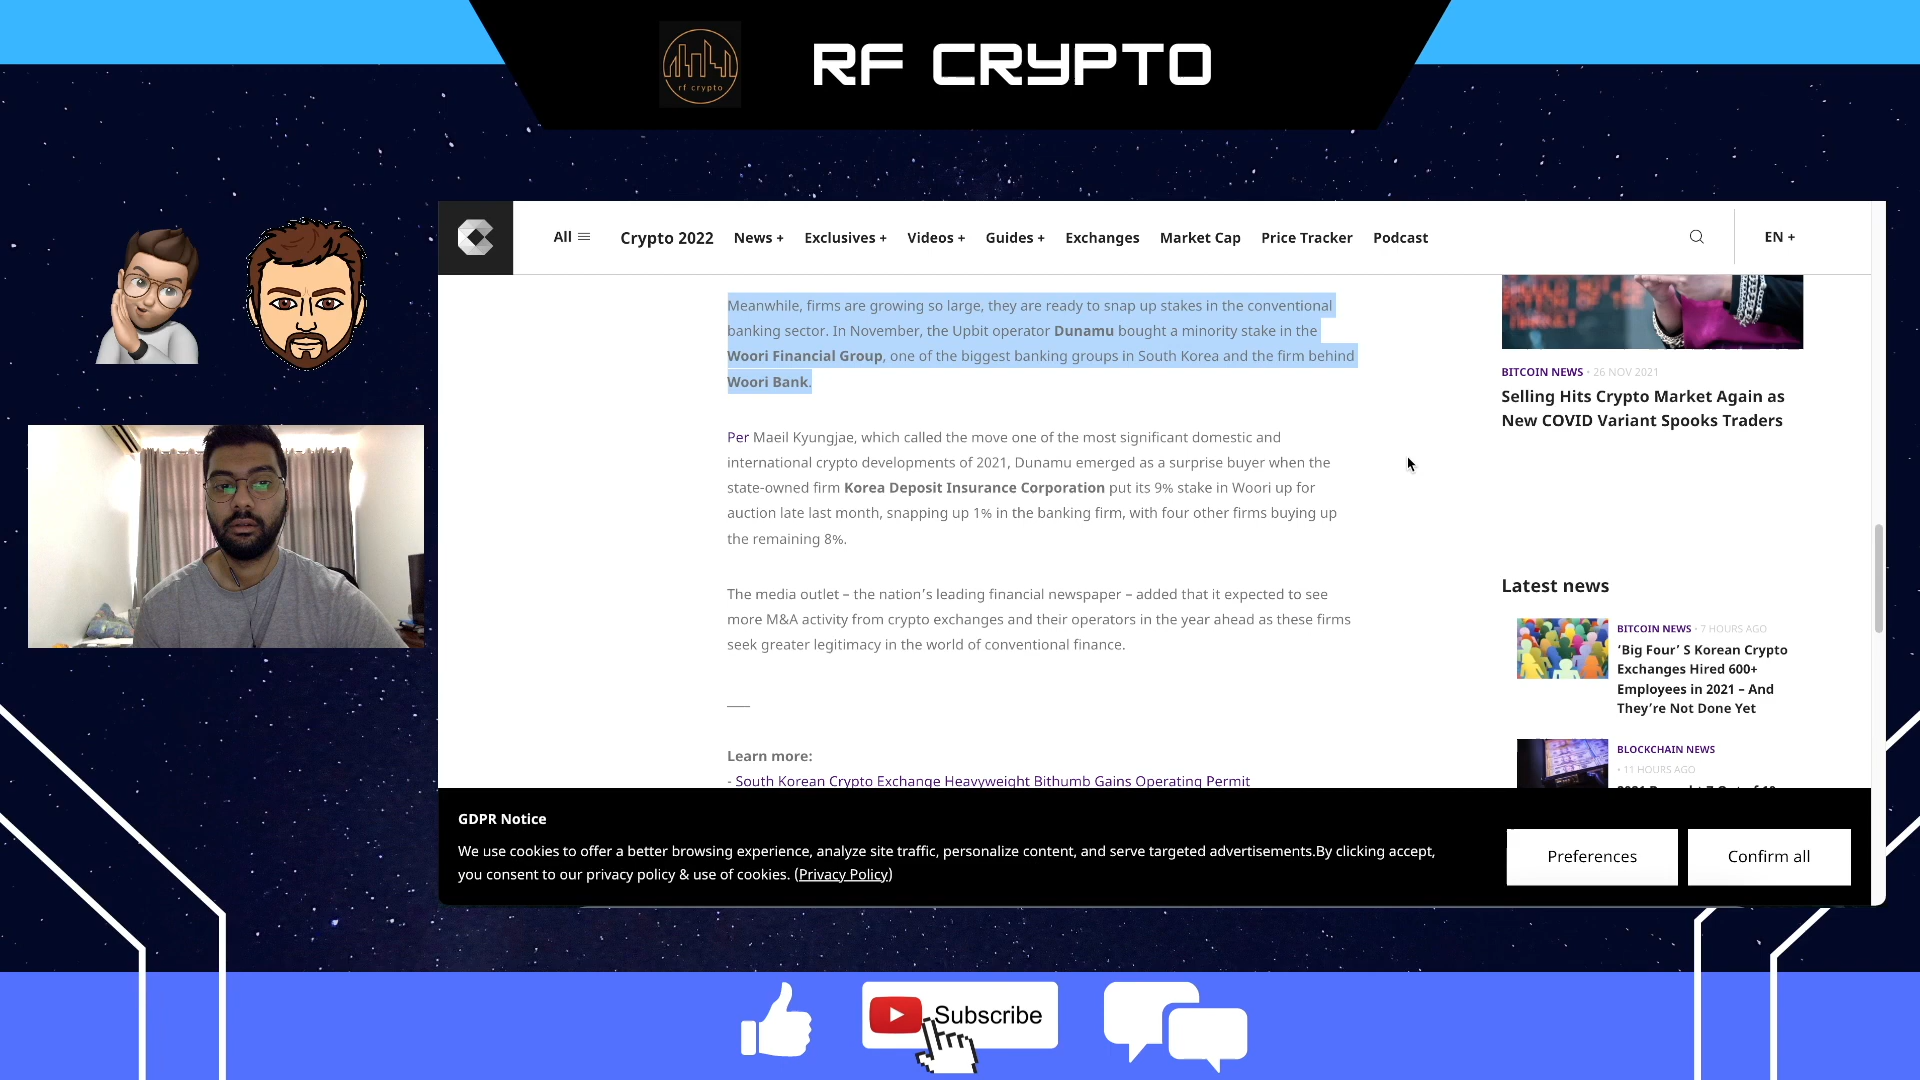 RF CRYPTO
rf crypto
All
Crypto 2022
News +
Exclusives +
Videos +
Guides +
Exchanges
Market Cap
Price Tracker
Podcast
EN +
Meanwhile, firms are growing so large, they are ready to snap up stakes in the conventional
banking sector. In November, the Upbit operator Dunamu bought a minority stake in the
Woori Financial Group, one of the biggest banking groups in South Korea and the firm behind
Woori Bank.
Per Maeil Kyungjae, which called the move one of the most significant domestic and
international crypto developments of 2021, Dunamu emerged as a surprise buyer when the
state-owned firm Korea Deposit Insurance Corporation put its 9% stake in Woori up for
auction late last month, snapping up 1% in the banking firm, with four other firms buying up
the remaining 8%.
The media outlet – the nation's leading financial newspaper – added that it expected to see
more M&A activity from crypto exchanges and their operators in the year ahead as these firms
seek greater legitimacy in the world of conventional finance.
Learn more:
- South Korean Crypto Exchange Heavyweight Bithumb Gains Operating Permit
BITCOIN NEWS • 26 NOV 2021
Selling Hits Crypto Market Again as
New COVID Variant Spooks Traders
Latest news
BITCOIN NEWS • 7 HOURS AGO
‘Big Four’ S Korean Crypto
Exchanges Hired 600+
Employees in 2021 – And
They’re Not Done Yet
BLOCKCHAIN NEWS
• 11 HOURS AGO
GDPR Notice
We use cookies to offer a better browsing experience, analyze site traffic, personalize content, and serve targeted advertisements.By clicking accept,
you consent to our privacy policy & use of cookies. (Privacy Policy)
Preferences
Confirm all
Subscribe